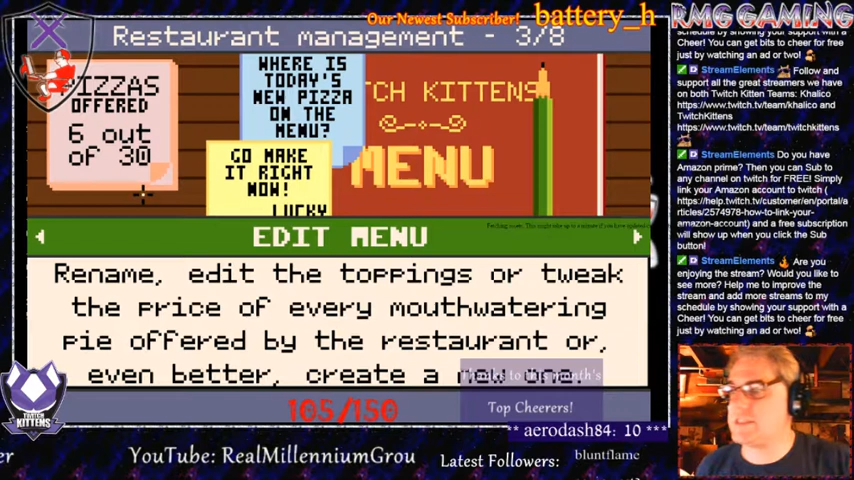 Our Newest Subscriber! battery_h
RMG GAMING
Restaurant management - 3/8
PIZZAS
OFFERED
6 out
of 30
WHERE IS
TODAY'S
NEW PIZZA
ON THE
MENU?
GO MAKE
IT RIGHT
NOW!
LUCKY
TCH KITTENS
MENU
EDIT MENU
Rename, edit the toppings or tweak
the price of every mouthwatering
pie offered by the restaurant or,
even better, create a new one.
Thanks to this month's
Top Cheerers!
105/150
** aerodash84: 10 ***
TWITCH
KITTENS
er
YouTube: RealMillenniumGrou
Latest Followers:
bluntflame
schedule by showing your support with a
Cheer! You can get bits to cheer for free
just by watching an ad or two!
StreamElements Follow and
support all the great streamers we have
on both Twitch Kitten Teams: Khalico
https://www.twitch.tv/team/khalico and
TwitchKittens
https://www.twitch.tv/team/twitchkittens
StreamElements Do you have
Amazon prime? Then you can Sub to
any channel on twitch for FREE! Simply
link your Amazon account to twitch (
https://help.twitch.tv/customer/en/portal/a
rticles/2574978-how-to-link-your-
amazon-account) and a free subscription
will show up when you click the Sub
button!
StreamElements Are you
enjoying the stream? Would you like to
see more? Help me to improve the
stream and add more streams to my
schedule by showing your support with a
Cheer! You can get bits to cheer for free
just by watching an ad or two!